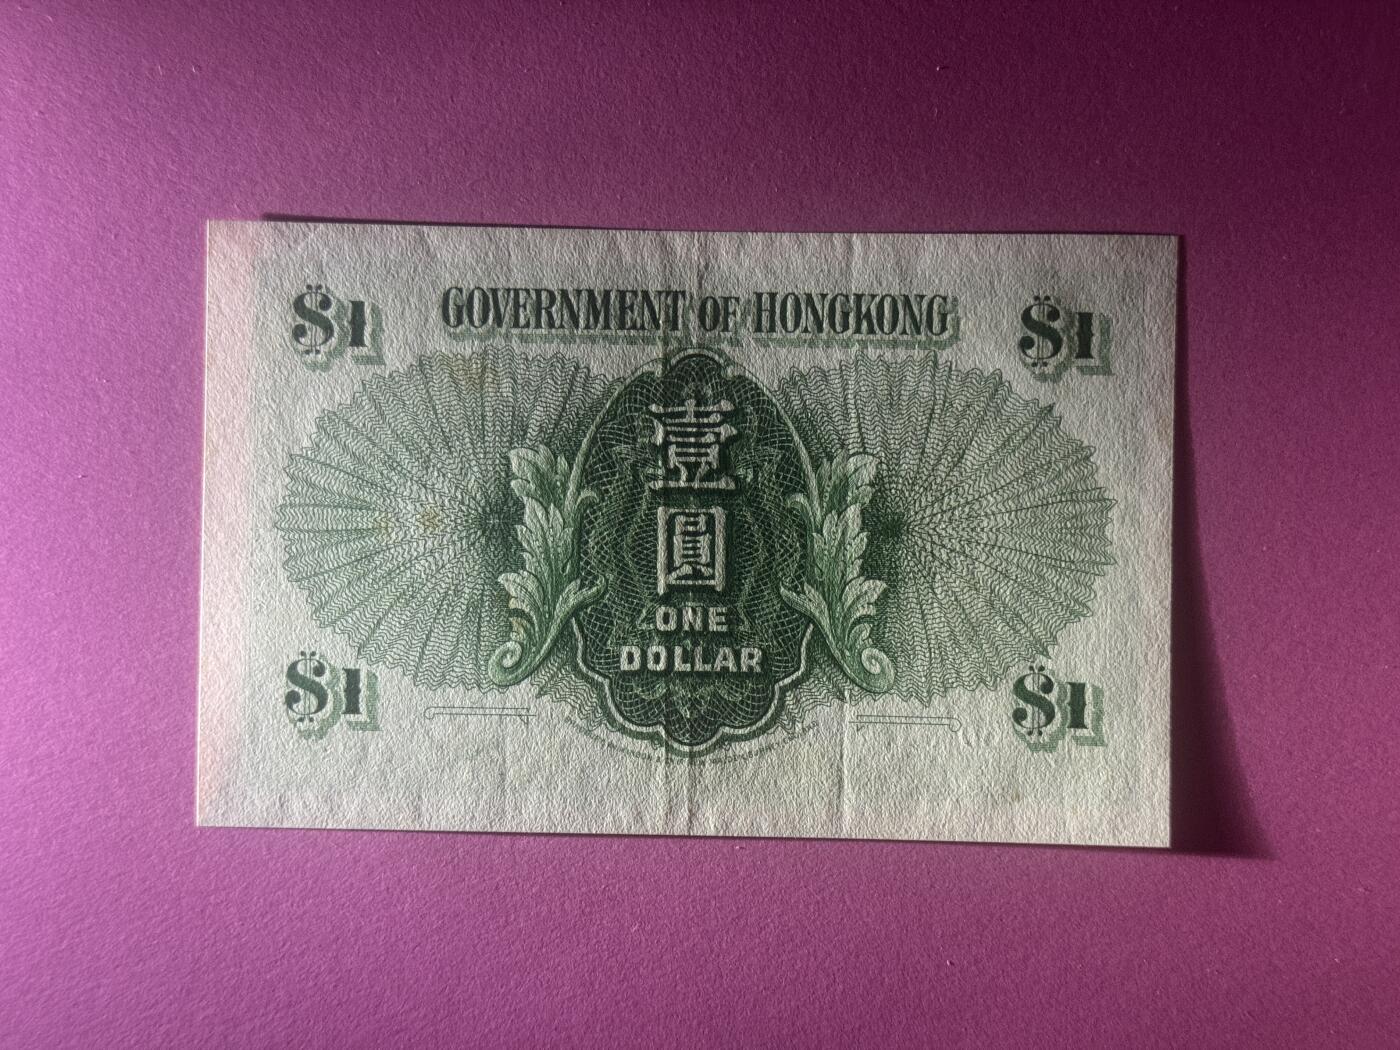 $1 GOVERNMENT OF HONGKONG $1
壹
圓
ONE
DOLLAR
$1 $1